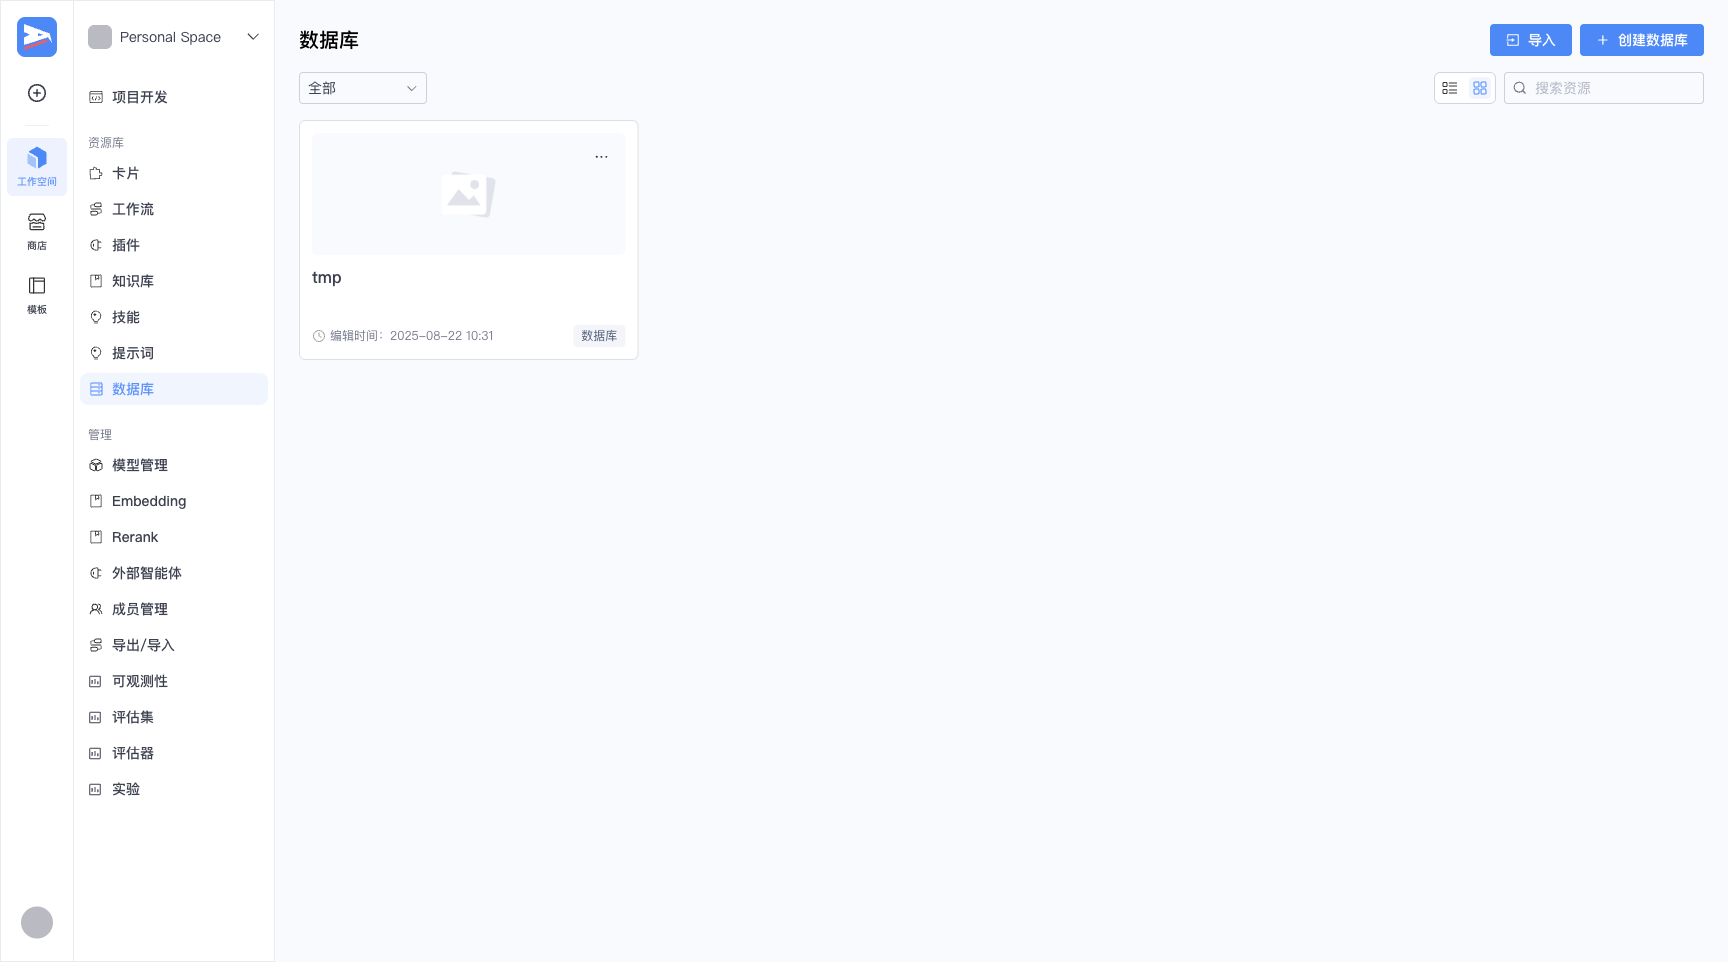 工作空间
商店
模板
Personal Space
项目开发
资源库
卡片
工作流
插件
知识库
技能
提示词
数据库
管理
模型管理
Embedding
Rerank
外部智能体
成员管理
导出/导入
可观测性
评估集
评估器
实验
数据库
导入
创建数据库
全部
搜索资源
tmp
编辑时间: 2025-08-22 10:31
数据库